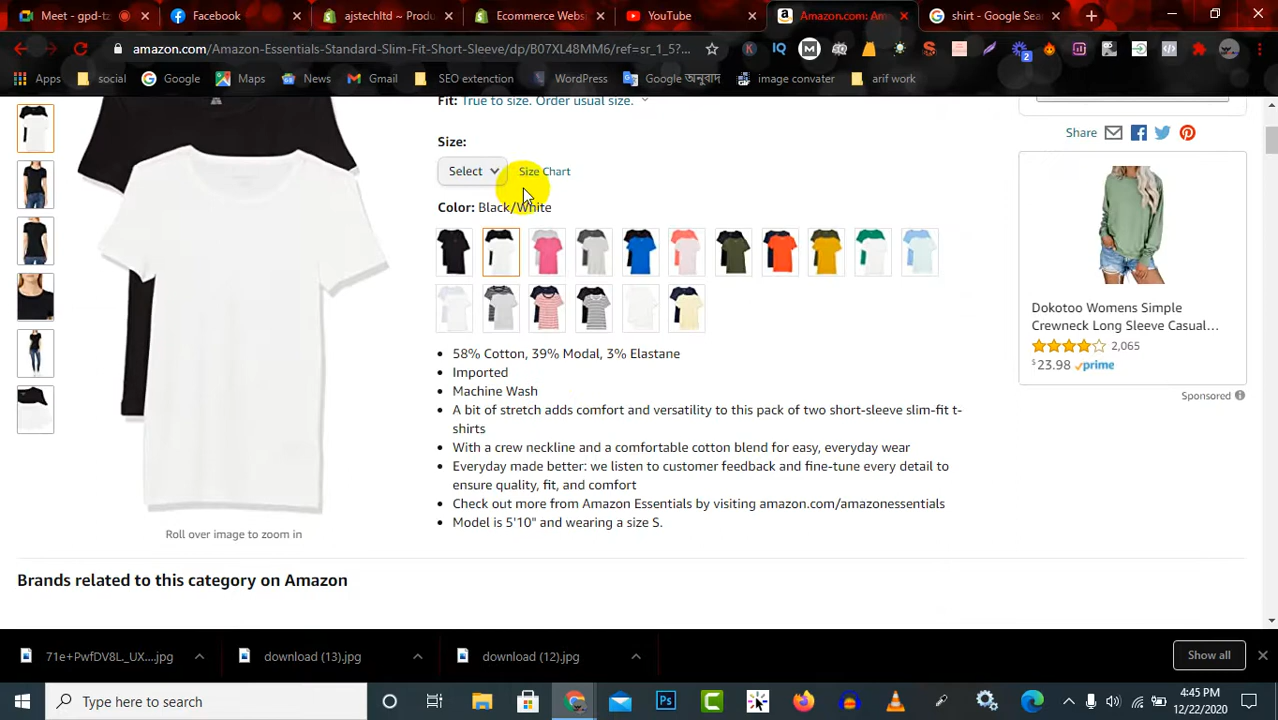 Meet - gpd-tz
Facebook
ajstechltd ~ Produ
Ecommerce Websi
YouTube
Amazon.com: Am
shirt - Google Sea
amazon.com/Amazon-Essentials-Standard-Slim-Fit-Short-Sleeve/dp/B07XL48MM6/ref=sr_1_5?...
Apps
social
Google
Maps
News
Gmail
SEO extention
WordPress
Google অনুবাদ
image convater
arif work
Fit: True to size. Order usual size.
Share
Size:
Select
Size Chart
Color: Black/White
58% Cotton, 39% Modal, 3% Elastane
Imported
Machine Wash
A bit of stretch adds comfort and versatility to this pack of two short-sleeve slim-fit t-
shirts
With a crew neckline and a comfortable cotton blend for easy, everyday wear
Everyday made better: we listen to customer feedback and fine-tune every detail to
ensure quality, fit, and comfort
Check out more from Amazon Essentials by visiting amazon.com/amazonessentials
Model is 5'10" and wearing a size S.
Dokotoo Womens Simple
Crewneck Long Sleeve Casual...
2,065
$23.98 prime
Sponsored
Roll over image to zoom in
Brands related to this category on Amazon
71e+PwfDV8L._UX....jpg
download (13).jpg
download (12).jpg
Show all
Type here to search
4:45 PM
12/22/2020